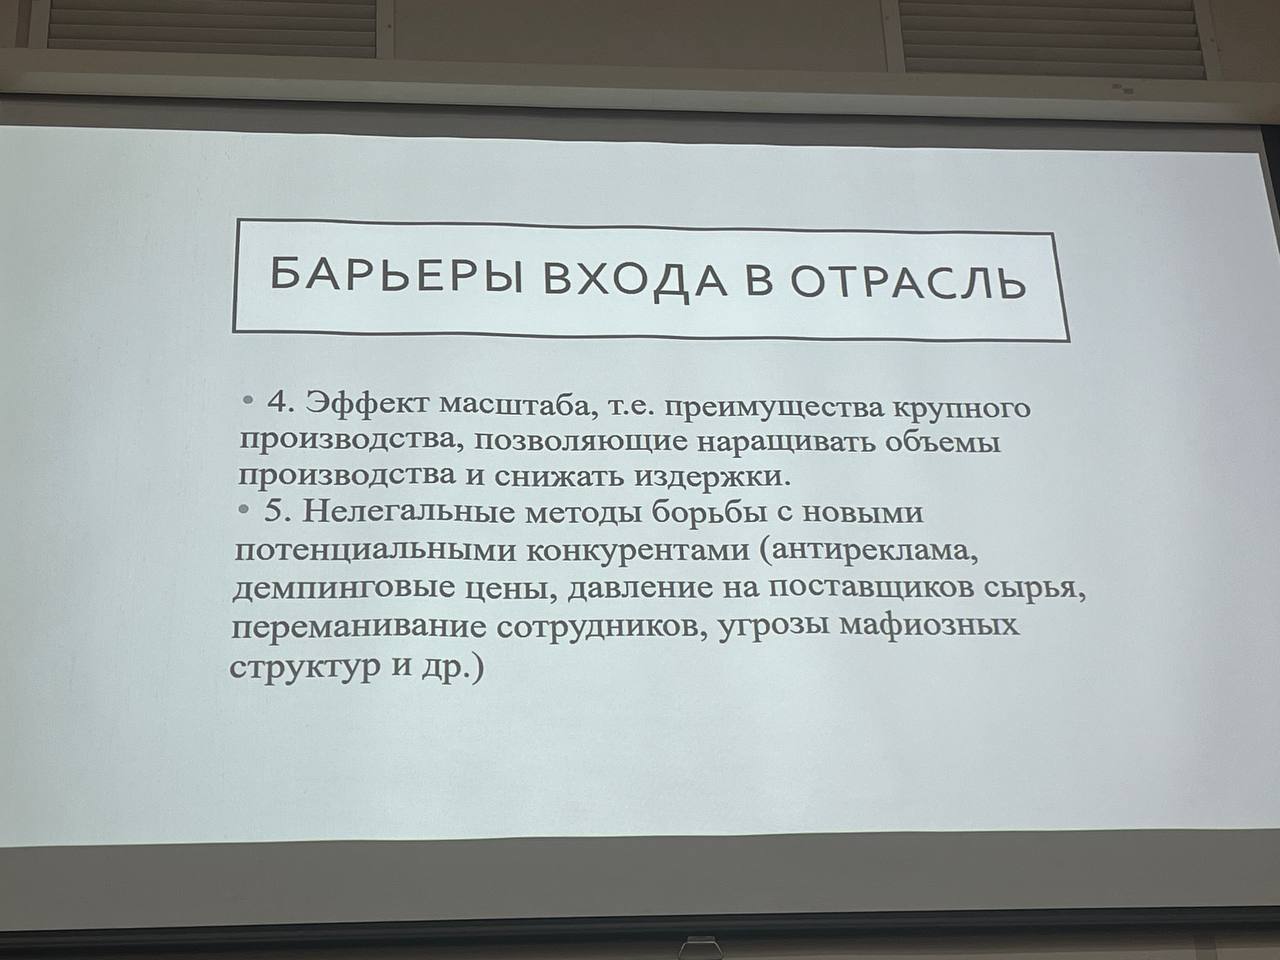 БАРЬЕРЫ ВХОДА В ОТРАСЛЬ
• 4. Эффект масштаба, т.е. преимущества крупного
производства, позволяющие наращивать объемы
производства и снижать издержки.
• 5. Нелегальные методы борьбы с новыми
потенциальными конкурентами (антиреклама,
демпинговые цены, давление на поставщиков сырья,
переманивание сотрудников, угрозы мафиозных
структур и др.)